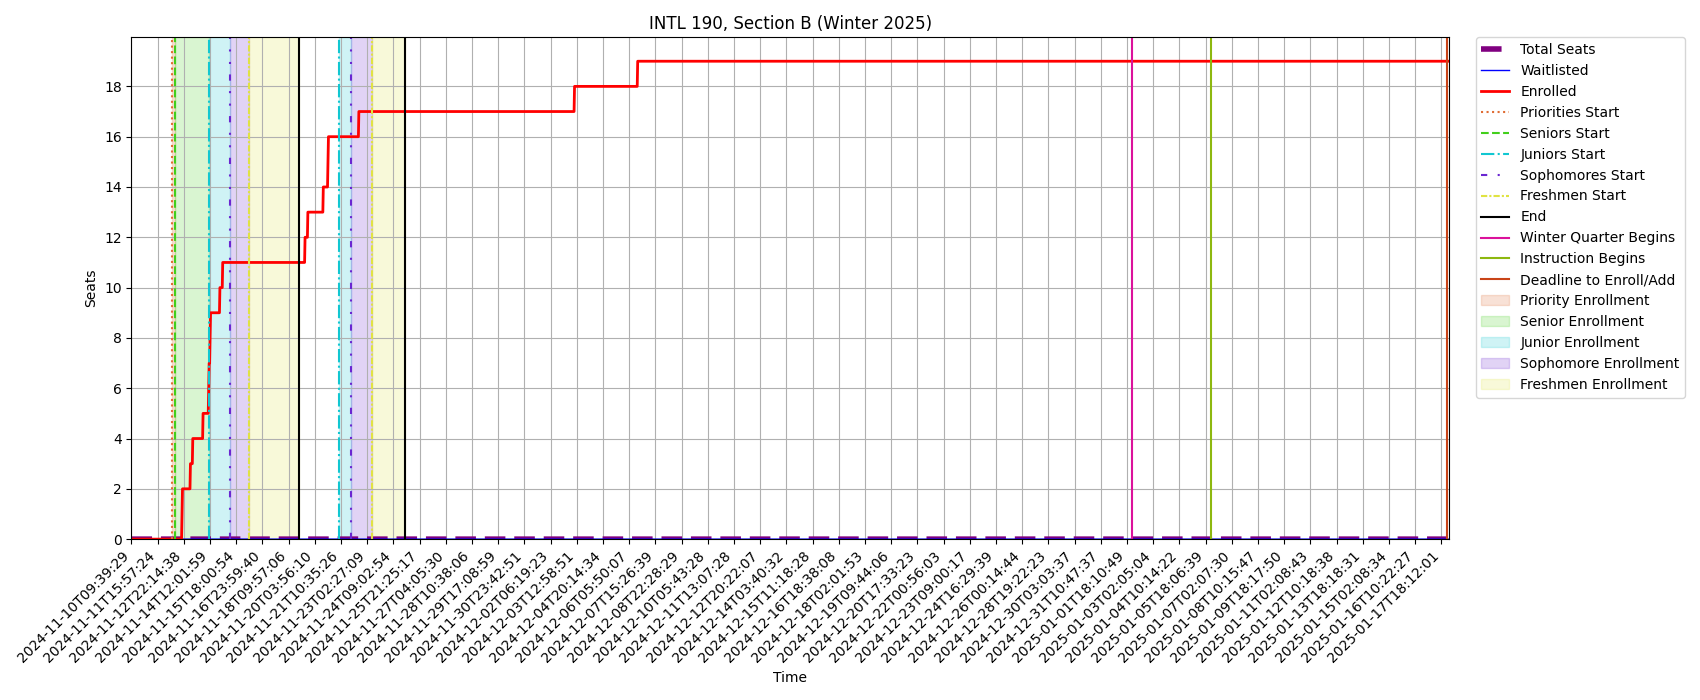 INTL 190, Section B (Winter 2025)
Seats
18
16
14
12
10
8
6
4
2
0
2024-11-10T09:39:29
2024-11-11T15:57:24
2024-11-12T22:14:38
2024-11-14T12:01:59
2024-11-15T18:00:54
2024-11-16T23:59:40
2024-11-18T09:57:06
2024-11-20T03:56:10
2024-11-21T10:35:26
2024-11-23T02:27:09
2024-11-24T09:02:54
2024-11-25T21:25:17
2024-11-27T04:05:30
2024-11-28T10:38:06
2024-11-29T17:08:59
2024-11-30T23:42:51
2024-12-02T06:19:23
2024-12-03T12:58:51
2024-12-04T20:14:34
2024-12-06T05:50:07
2024-12-07T15:26:39
2024-12-08T22:28:29
2024-12-10T05:43:28
2024-12-11T13:07:28
2024-12-12T20:22:07
2024-12-14T03:40:32
2024-12-15T11:18:28
2024-12-16T18:38:08
2024-12-18T02:01:53
2024-12-19T09:44:06
2024-12-20T17:33:23
2024-12-22T00:56:03
2024-12-23T09:00:17
2024-12-24T16:29:39
2024-12-26T00:14:44
2024-12-28T19:22:23
2024-12-30T03:03:37
2024-12-31T10:47:37
2025-01-01T18:10:49
2025-01-03T02:05:04
2025-01-04T10:14:22
2025-01-05T18:06:39
2025-01-07T02:07:30
2025-01-08T10:15:47
2025-01-09T18:17:50
2025-01-11T02:08:43
2025-01-12T10:18:38
2025-01-13T18:18:31
2025-01-15T02:08:34
2025-01-16T10:22:27
2025-01-17T18:12:01
Time
Total Seats
Waitlisted
Enrolled
Priorities Start
Seniors Start
Juniors Start
Sophomores Start
Freshmen Start
End
Winter Quarter Begins
Instruction Begins
Deadline to Enroll/Add
Priority Enrollment
Senior Enrollment
Junior Enrollment
Sophomore Enrollment
Freshmen Enrollment